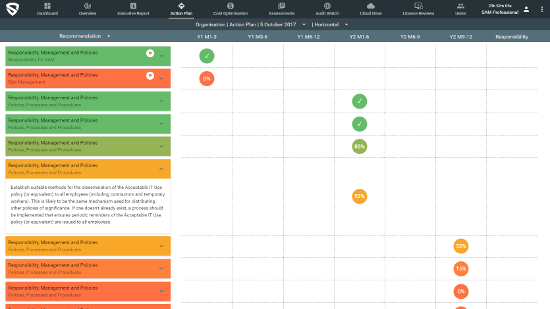 20h 52m 05s
Dashboard Overview Executive Report Action Plan Cost Optimisation Assessments Audit Watch Cloud Drive Licence Reviews Users SAM Professional
Organisation | Action Plan | 5 October 2017 | Horizontal
Recommendation Y1 M1-3 Y1 M3-6 Y1 M6-12 Y2 M1-6 Y2 M6-9 Y2 M9-12 Responsibility
Responsibility, Management and Policies
Responsibility for SAM
Responsibility, Management and Policies
Risk Management
5%
Responsibility, Management and Policies
Policies, Processes and Procedures
Responsibility, Management and Policies
Policies, Processes and Procedures
Responsibility, Management and Policies
Policies, Processes and Procedures
85%
Responsibility, Management and Policies
Policies, Processes and Procedures
Establish suitable methods for the dissemination of the Acceptable IT Use
policy (or equivalent) to all employees (including contractors and temporary
workers). This is likely to be the same mechanism used for distributing
other policies of significance. If one doesn't already exist, a process should
be implemented that ensures periodic reminders of the Acceptable IT Use
policy (or equivalent) are issued to all employees.
Responsibility, Management and Policies
Policies, Processes and Procedures
52%
Responsibility, Management and Policies
Policies, Processes and Procedures
15%
Responsibility, Management and Policies
Policies, Processes and Procedures
0%
Responsibility, Management and Policies